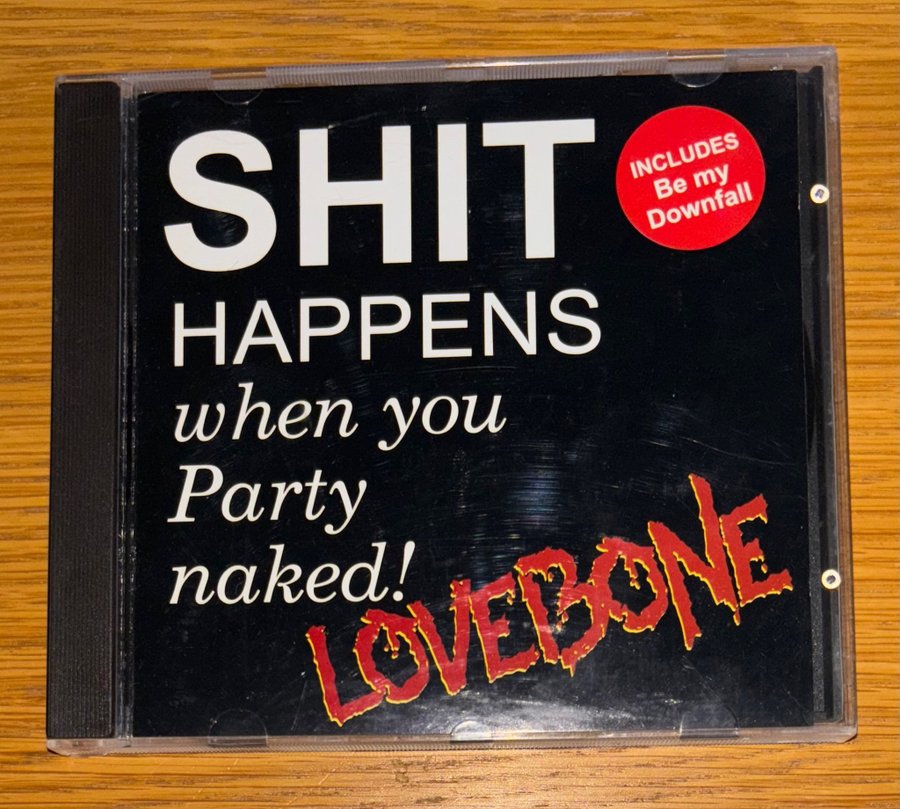 SHIT
HAPPENS
when you
Party
naked!
INCLUDES
Be my
Downfall
LOVEBONE